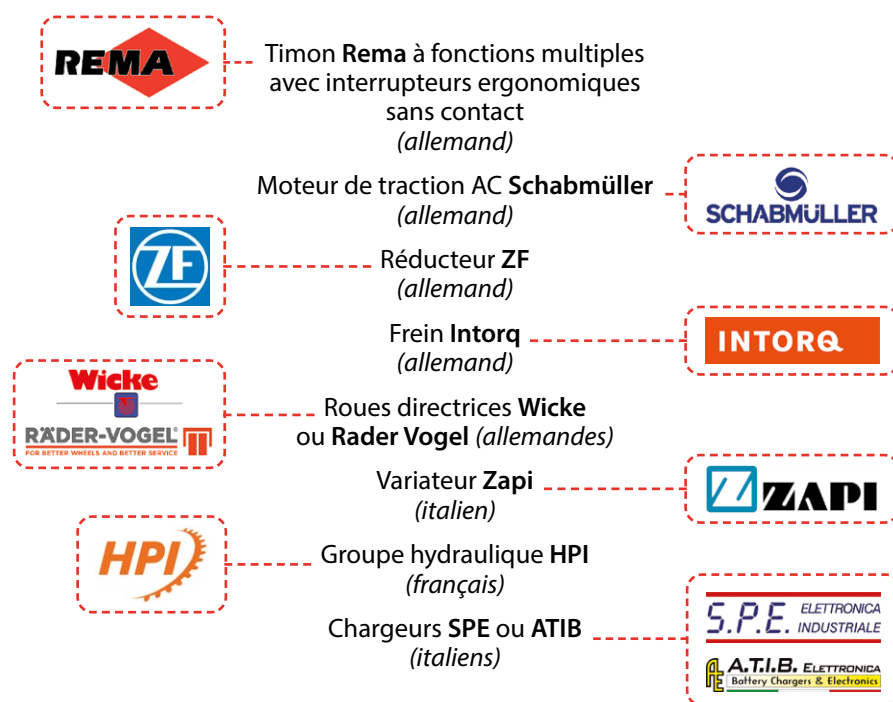 REMA
Timon Rema à fonctions multiples
avec interrupteurs ergonomiques
sans contact
(allemand)
Moteur de traction AC Schabmüller
(allemand)
SCHABMÜLLER
ZF
Réducteur ZF
(allemand)
Frein Intorq
(allemand)
INTORQ
Wicke
RÄDER-VOGEL
FOR BETTER WHEELS AND BETTER SERVICE
Roues directrices Wicke
ou Rader Vogel (allemandes)
Variateur Zapi
(italien)
ZAPI
HPI
Groupe hydraulique HPI
(français)
Chargeurs SPE ou ATIB
(italiens)
S.P.E. ELETTRONICA
INDUSTRIALE
A.T.I.B. ELETTRONICA
Battery Chargers & Electronics